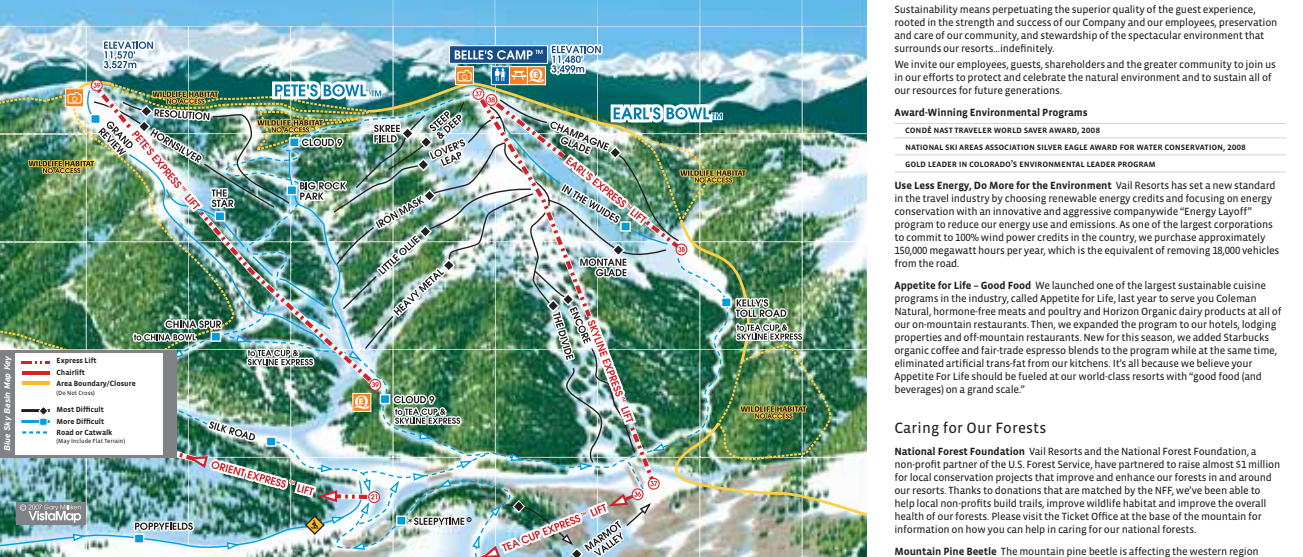 ELEVATION
11,570'
3,527m
BELLE'S CAMP™
ELEVATION
11,480'
3,499m
39
WILDLIFE HABITAT
NO ACCESS
PETE'S BOWL™
37
38
EARL'S BOWL™
RESOLUTION
GRAND
REVIEW
HORNSILVER
PETE'S EXPRESS™ LIFT
WILDLIFE HABITAT
NO ACCESS
CLOUD 9
SKREE
FIELD
STEEP
& DEEP
LOVER'S
LEAP
CHAMPAGNE
GLADE
EARL'S EXPRESS™ LIFT
WILDLIFE HABITAT
NO ACCESS
WILDLIFE HABITAT
NO ACCESS
THE
STAR
BIG ROCK
PARK
IRON MASK
IN THE WUIDES
LITTLE OLLIE
38
MONTANE
GLADE
HEAVY METAL
KELLY'S
TOLL ROAD
to TEA CUP &
SKYLINE EXPRESS
CHINA SPUR
to CHINA BOWL
to TEA CUP &
SKYLINE EXPRESS
THE DIVIDE
ENCORE
SKYLINE EXPRESS™ LIFT
39
E
CLOUD 9
to TEA CUP &
SKYLINE EXPRESS
WILDLIFE HABITAT
NO ACCESS
Blue Sky Basin Map Key
Express Lift
Chairlift
Area Boundary/Closure
(Do Not Cross)
Most Difficult
More Difficult
Road or Catwalk
(May Include Flat Terrain)
SILK ROAD
ORIENT EXPRESS™ LIFT
21
37
36
© 2007 Gary Milliken
VistaMap
POPPYFIELDS
SLEEPYTIME®
TEA CUP EXPRESS™ LIFT
MARMOT
VALLEY
Sustainability means perpetuating the superior quality of the guest experience,
rooted in the strength and success of our Company and our employees, preservation
and care of our community, and stewardship of the spectacular environment that
surrounds our resorts...indefinitely.
We invite our employees, guests, shareholders and the greater community to join us
in our efforts to protect and celebrate the natural environment and to sustain all of
our resources for future generations.
Award-Winning Environmental Programs
CONDÉ NAST TRAVELER WORLD SAVER AWARD, 2008
NATIONAL SKI AREAS ASSOCIATION SILVER EAGLE AWARD FOR WATER CONSERVATION, 2008
GOLD LEADER IN COLORADO'S ENVIRONMENTAL LEADER PROGRAM
Use Less Energy, Do More for the Environment Vail Resorts has set a new standard
in the travel industry by choosing renewable energy credits and focusing on energy
conservation with an innovative and aggressive companywide “Energy Layoff”
program to reduce our energy use and emissions. As one of the largest corporations
to commit to 100% wind power credits in the country, we purchase approximately
150,000 megawatt hours per year, which is the equivalent of removing 18,000 vehicles
from the road.
Appetite for Life – Good Food We launched one of the largest sustainable cuisine
programs in the industry, called Appetite for Life, last year to serve you Coleman
Natural, hormone-free meats and poultry and Horizon Organic dairy products at all of
our on-mountain restaurants. Then, we expanded the program to our hotels, lodging
properties and off-mountain restaurants. New for this season, we added Starbucks
organic coffee and fair-trade espresso blends to the program while at the same time,
eliminated artificial trans-fat from our kitchens. It's all because we believe your
Appetite For Life should be fueled at our world-class resorts with “good food (and
beverages) on a grand scale.”
Caring for Our Forests
National Forest Foundation Vail Resorts and the National Forest Foundation, a
non-profit partner of the U.S. Forest Service, have partnered to raise almost $1 million
for local conservation projects that improve and enhance our forests in and around
our resorts. Thanks to donations that are matched by the NFF, we've been able to
help local non-profits build trails, improve wildlife habitat and improve the overall
health of our forests. Please visit the Ticket Office at the base of the mountain for
information on how you can help in caring for our national forests.
Mountain Pine Beetle The mountain pine beetle is affecting the western region